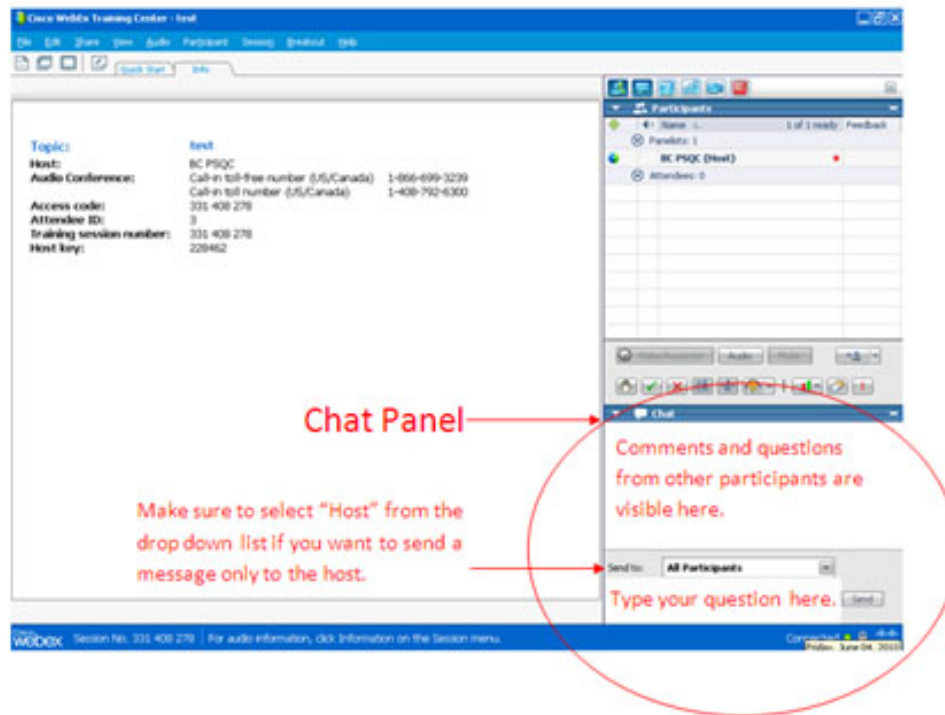 Cisco WebEx Training Center - test
File Edit Share View Audio Participant Session Breakout Help
Quick Start Info
Participants
Name 1 of 1 ready Feedback
Panelists: 1
BC PSQC (Host)
Attendees: 0
Topic: test
Host: BC PSQC
Audio Conference: Call-in toll-free number (US/Canada) 1-866-699-3239
Call-in toll number (US/Canada) 1-408-792-6300
Access code: 331 408 278
Attendee ID: 3
Training session number: 331 408 278
Host key: 228462
Audio
Chat Panel
Chat
Comments and questions
from other participants are
visible here.
Make sure to select “Host” from the
drop down list if you want to send a
message only to the host.
Send to: All Participants
Type your question here. Send
Cisco webex Session No. 331 408 278 For audio information, click Information on the Session menu. Connected
Friday, June 04, 2010